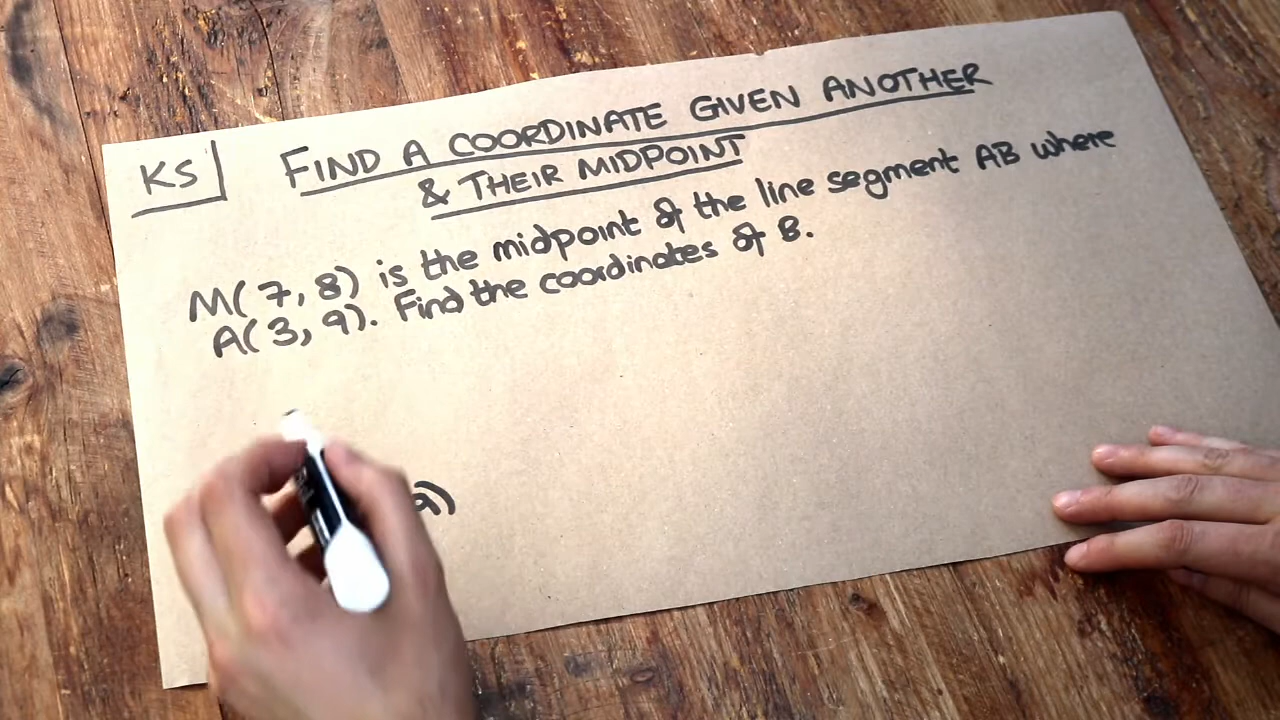 KS
FIND A COORDINATE GIVEN ANOTHER
& THEIR MIDPOINT
M(7, 8) is the midpoint of the line segment AB where
A(3, 9). Find the coordinates of B.
9)